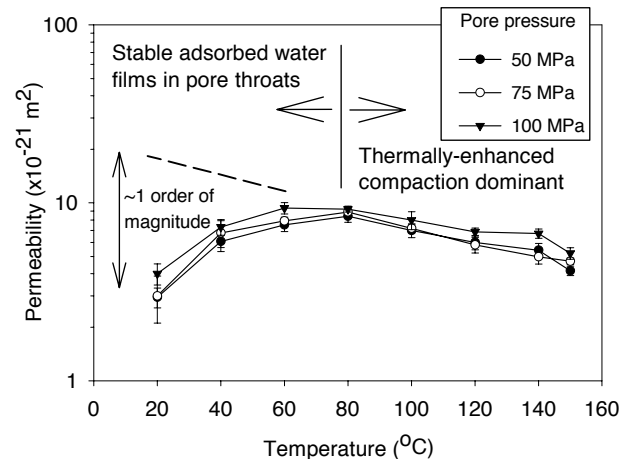 Pore pressure
50 MPa
75 MPa
100 MPa
Stable adsorbed water
films in pore throats
Thermally-enhanced
compaction dominant
~1 order of
magnitude
Permeability (x10⁻²¹ m²)
100
10
1
0 20 40 60 80 100 120 140 160
Temperature (⁰C)